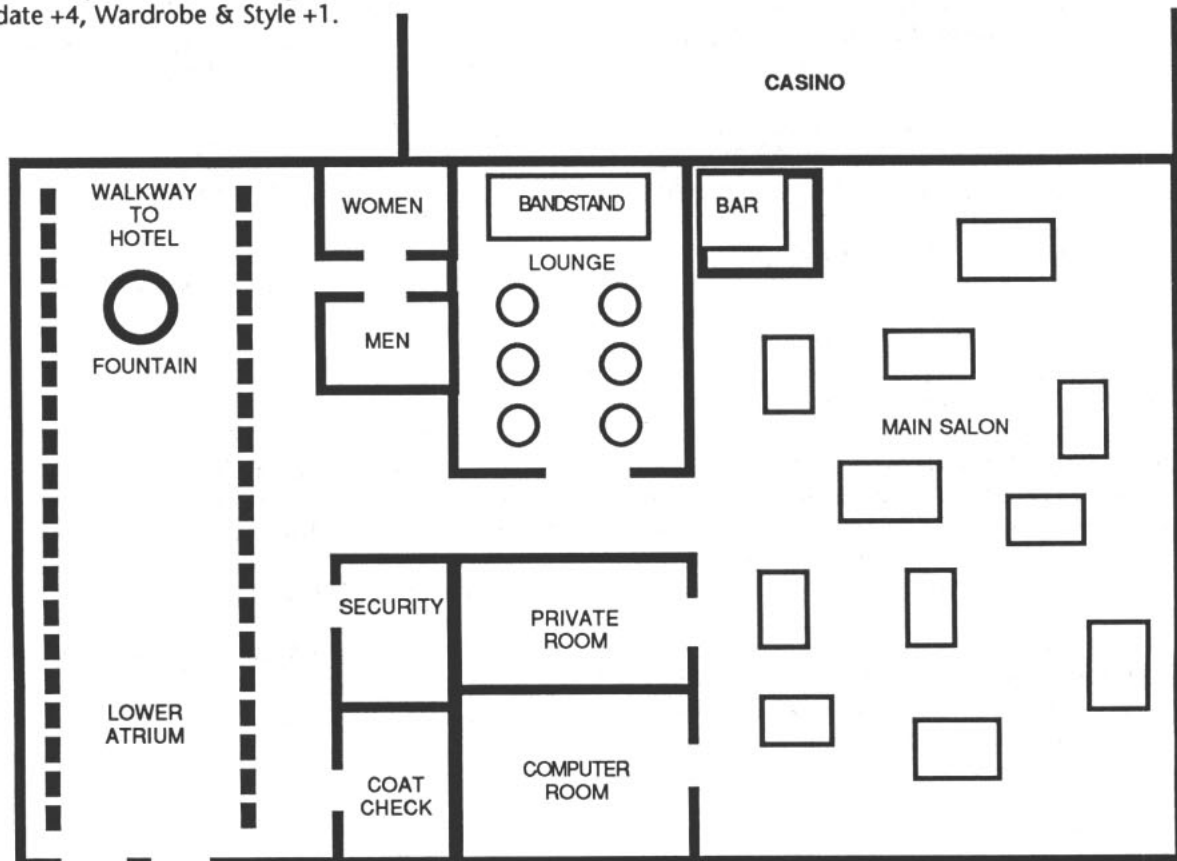 date +4, Wardrobe & Style +1.
CASINO
WALKWAY
TO
HOTEL
WOMEN
BANDSTAND
BAR
LOUNGE
FOUNTAIN
MEN
MAIN SALON
SECURITY
PRIVATE
ROOM
LOWER
ATRIUM
COAT
CHECK
COMPUTER
ROOM